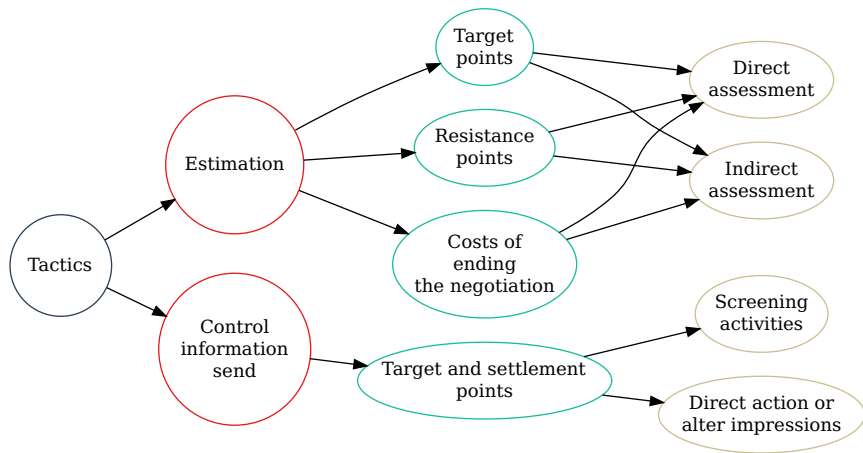 Tactics
Estimation
Control
information
send
Target
points
Resistance
points
Costs of
ending
the negotiation
Target and settlement
points
Direct
assessment
Indirect
assessment
Screening
activities
Direct action or
alter impressions